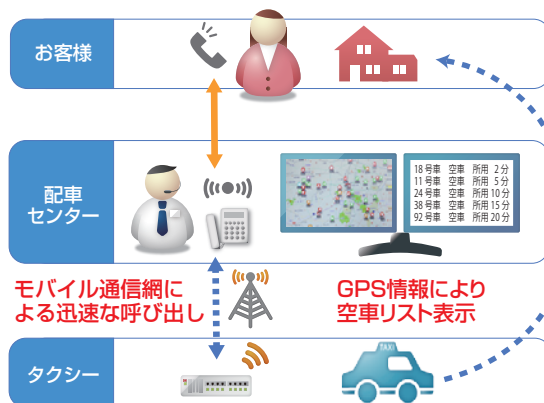 お客様
配車
センター
18号車 空車 所用 2分
11号車 空車 所用 5分
24号車 空車 所用10分
38号車 空車 所用15分
92号車 空車 所用20分
モバイル通信網に
よる迅速な呼び出し
GPS情報により
空車リスト表示
タクシー
TAXI